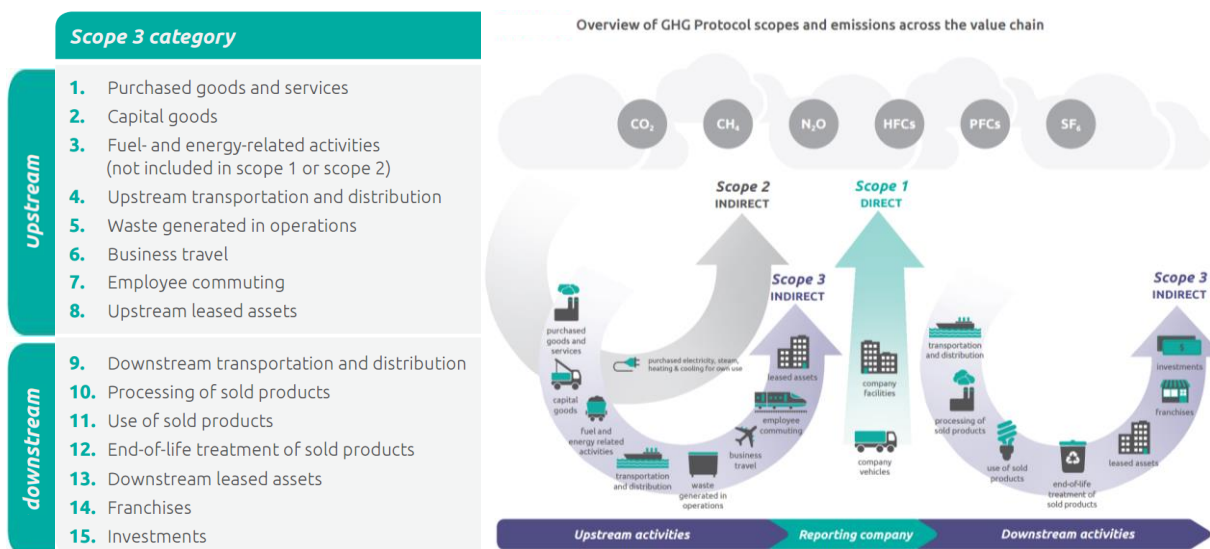 Scope 3 category
upstream
1. Purchased goods and services
2. Capital goods
3. Fuel- and energy-related activities
(not included in scope 1 or scope 2)
4. Upstream transportation and distribution
5. Waste generated in operations
6. Business travel
7. Employee commuting
8. Upstream leased assets
downstream
9. Downstream transportation and distribution
10. Processing of sold products
11. Use of sold products
12. End-of-life treatment of sold products
13. Downstream leased assets
14. Franchises
15. Investments
Overview of GHG Protocol scopes and emissions across the value chain
CO₂
CH₄
N₂O
HFCs
PFCs
SF₆
Scope 2
INDIRECT
Scope 1
DIRECT
Scope 3
INDIRECT
Scope 3
INDIRECT
purchased
goods and
services
capital
goods
fuel and
energy related
activities
transportation
and distribution
waste
generated in
operations
business
travel
employee
commuting
leased assets
purchased electricity, steam,
heating & cooling for own use
company
facilities
company
vehicles
transportation
and distribution
processing of
sold products
use of sold
products
end-of-life
treatment of
sold products
leased assets
franchises
investments
$
Upstream activities
Reporting company
Downstream activities